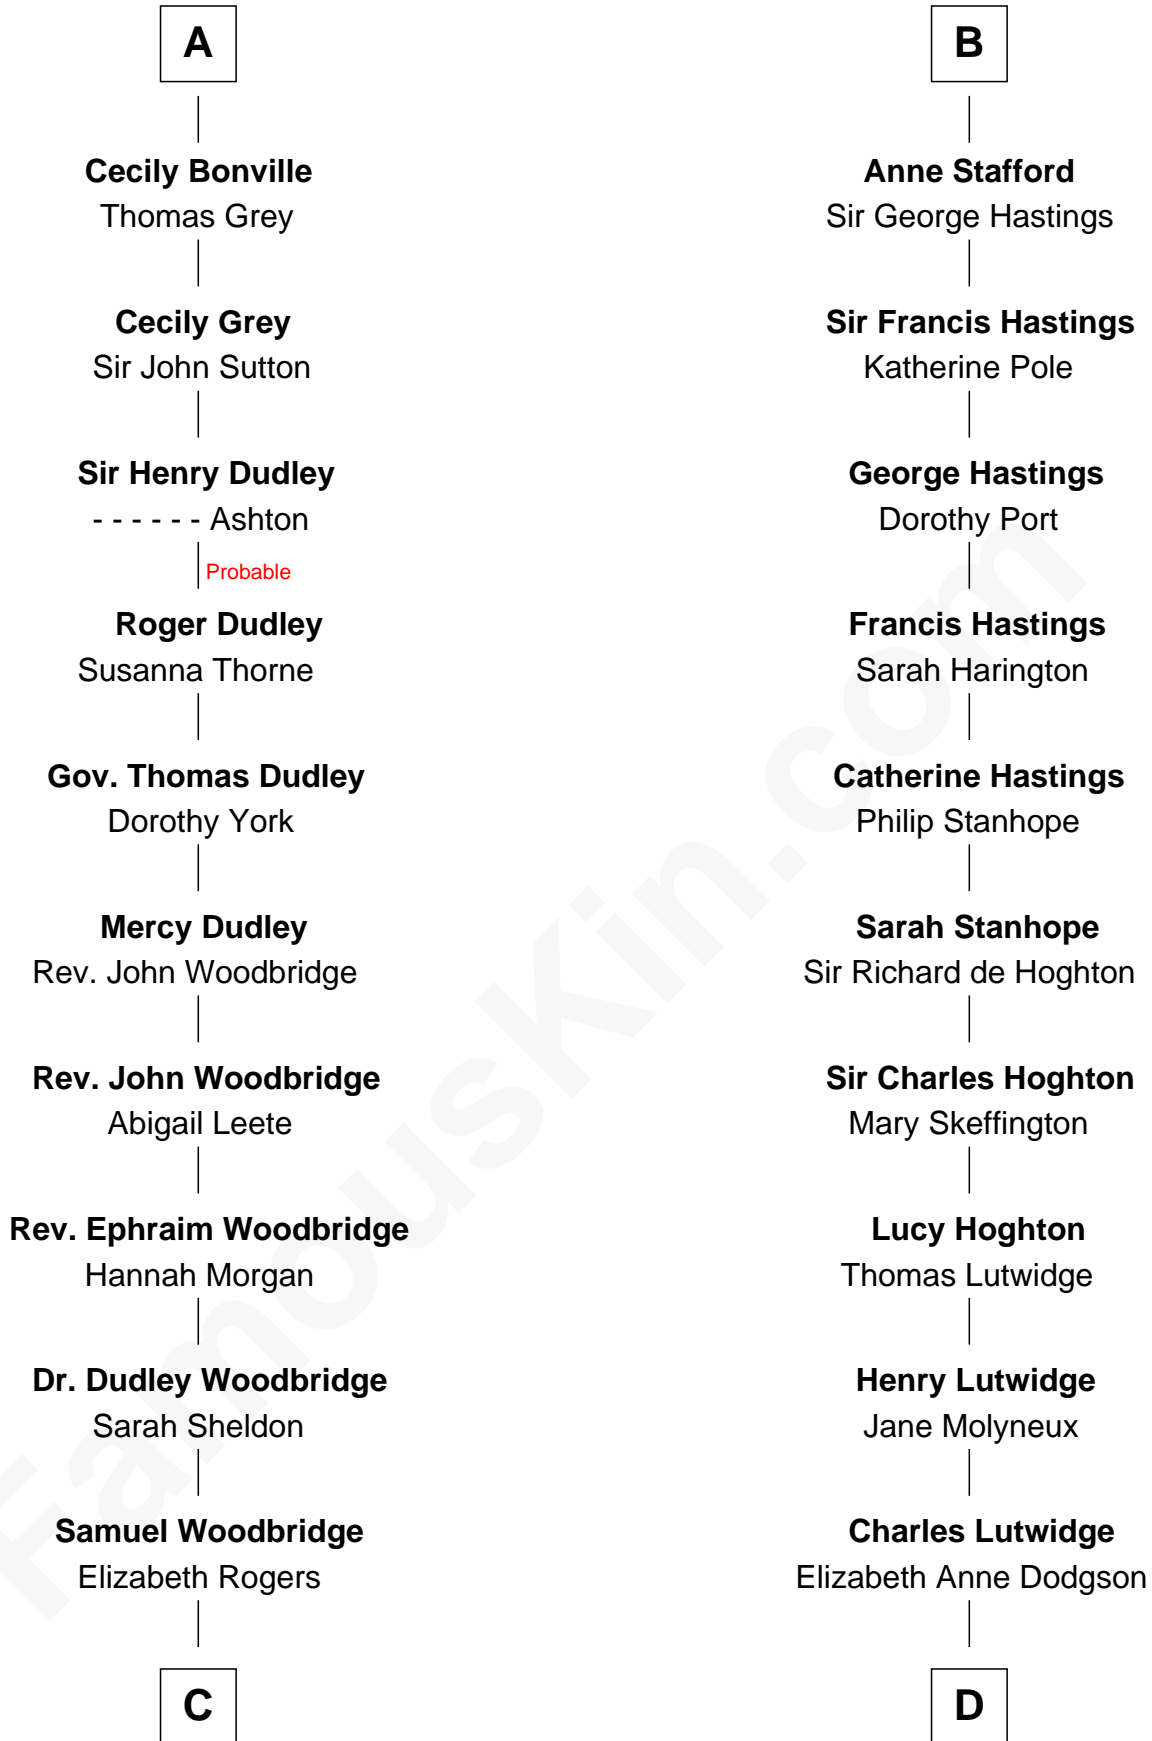 A
Cecily Bonville
Thomas Grey
Cecily Grey
Sir John Sutton
Sir Henry Dudley
- - - - - - Ashton
Probable
Roger Dudley
Susanna Thorne
Gov. Thomas Dudley
Dorothy York
Mercy Dudley
Rev. John Woodbridge
Rev. John Woodbridge
Abigail Leete
Rev. Ephraim Woodbridge
Hannah Morgan
Dr. Dudley Woodbridge
Sarah Sheldon
Samuel Woodbridge
Elizabeth Rogers
C
B
Anne Stafford
Sir George Hastings
Sir Francis Hastings
Katherine Pole
George Hastings
Dorothy Port
Francis Hastings
Sarah Harington
Catherine Hastings
Philip Stanhope
Sarah Stanhope
Sir Richard de Hoghton
Sir Charles Hoghton
Mary Skeffington
Lucy Hoghton
Thomas Lutwidge
Henry Lutwidge
Jane Molyneux
Charles Lutwidge
Elizabeth Anne Dodgson
D
FamousKin.com